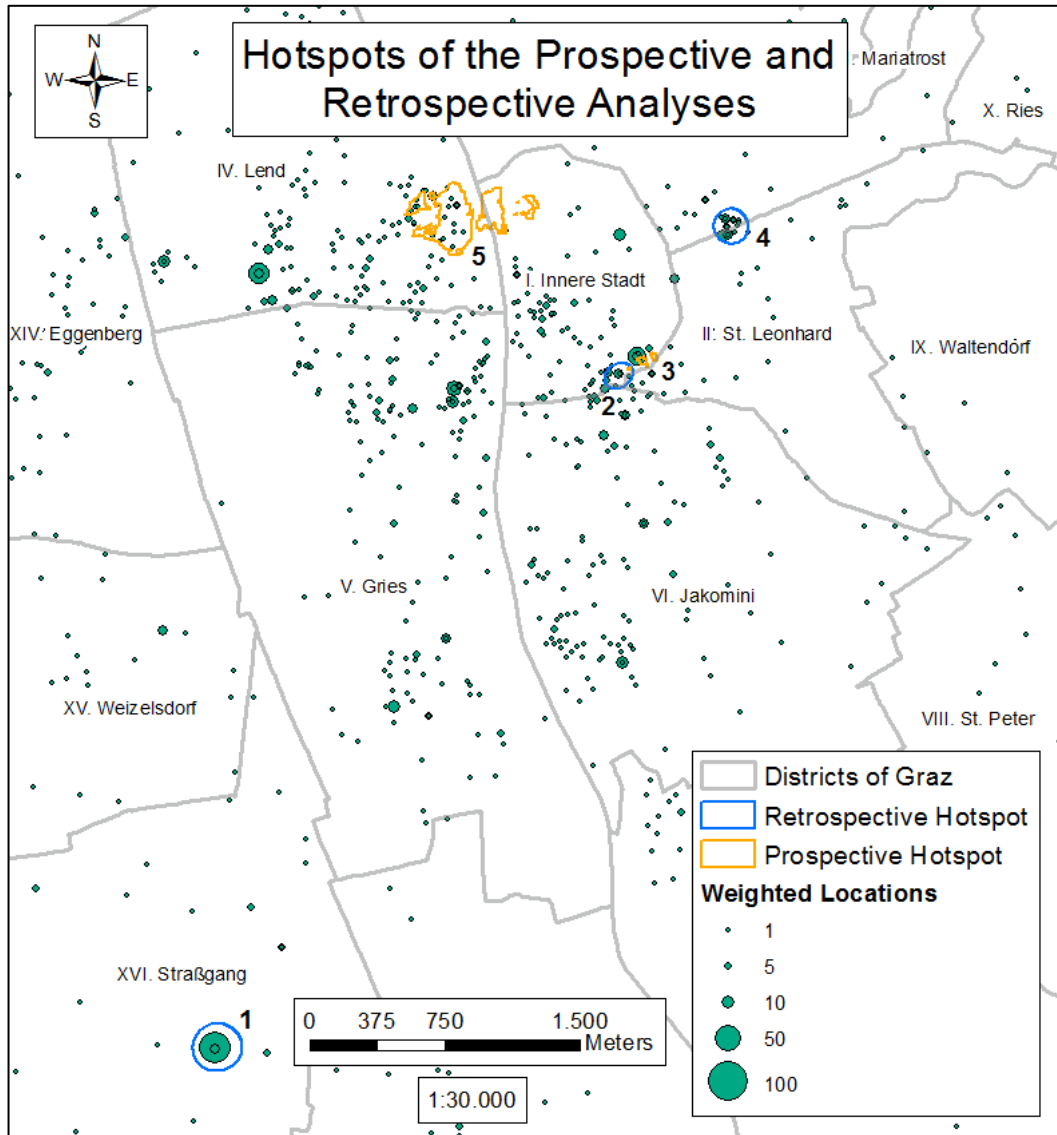 Hotspots of the Prospective and
Retrospective Analyses
N
W E
S
. Mariatrost
X. Ries
IV. Lend
4
5
I. Innere Stadt
XIV. Eggenberg
II. St. Leonhard
IX. Waltendorf
3
2
V. Gries
VI. Jakomini
XV. Weizelsdorf
VIII. St. Peter
Districts of Graz
Retrospective Hotspot
Prospective Hotspot
Weighted Locations
1
5
10
50
100
XVI. Straßgang
1
0 375 750 1.500
Meters
1:30.000